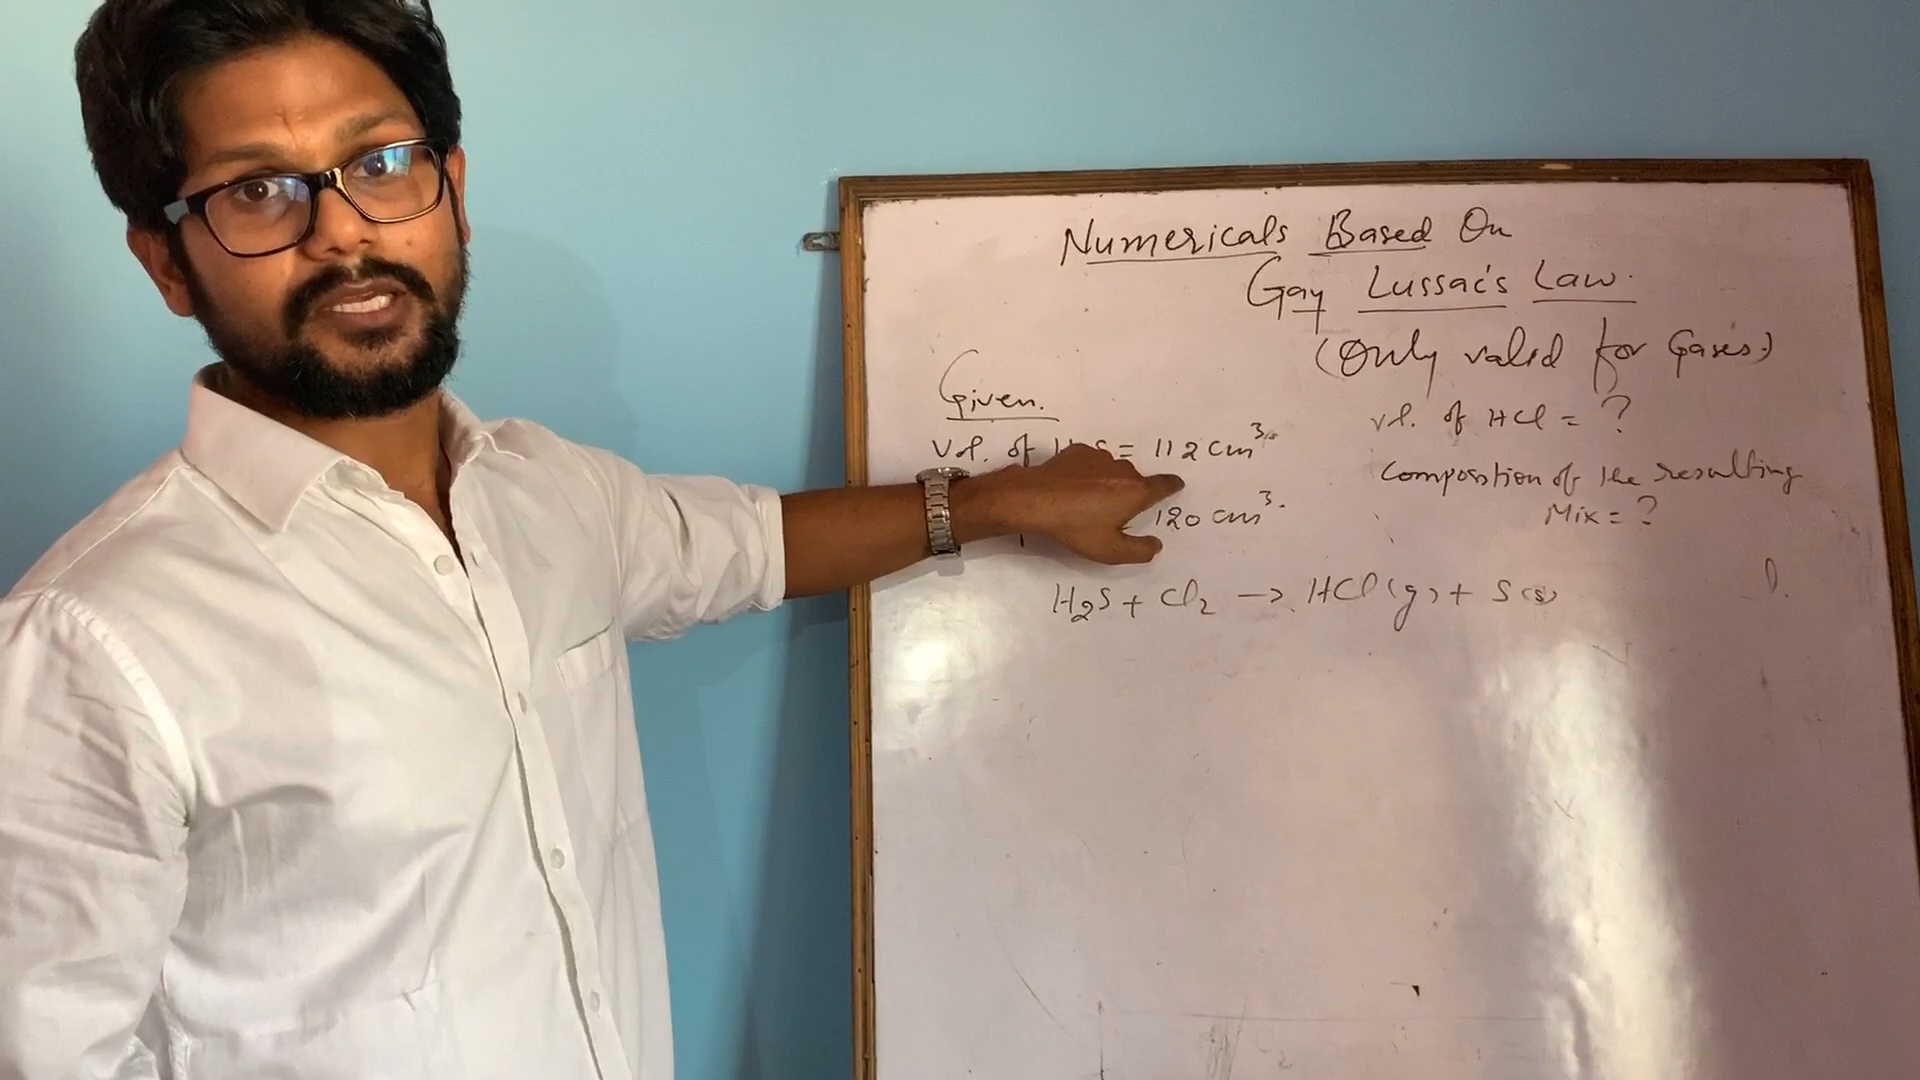 Numericals Based On
Gay Lussac's Law.
(Only valid for Gases)
Given.
Vol. of = 112 cm³.
= 120 cm³.
vl. of HCl = ?
Composition of the resulting
Mix = ?
H₂S + Cl₂ → HCl(g) + S(s)